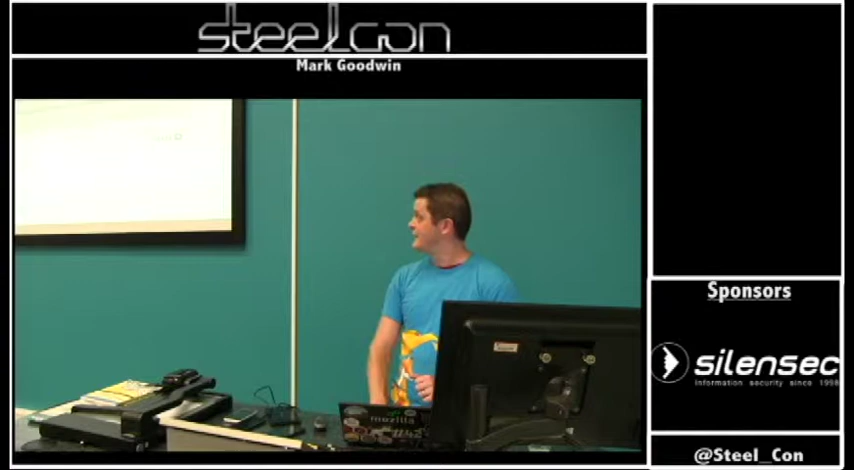 steelcon
Mark Goodwin
Sponsors
silensec
information security since 1998
@Steel_Con
mozilla